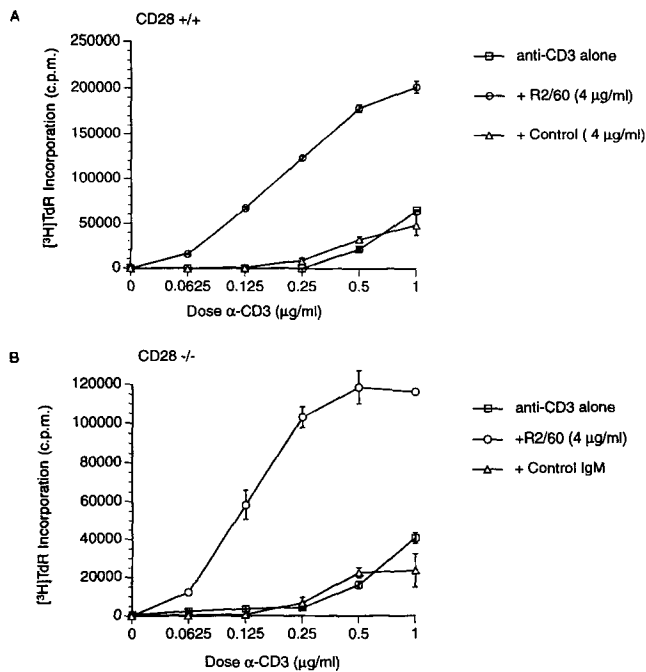 A
CD28 +/+
[³H]TdR Incorporation (c.p.m.)
250000
200000
150000
100000
50000
0
0 0.0625 0.125 0.25 0.5 1
Dose α-CD3 (μg/ml)
anti-CD3 alone
+ R2/60 (4 μg/ml)
+ Control ( 4 μg/ml)
B
CD28 -/-
[³H]TdR Incorporation (c.p.m.)
120000
100000
80000
60000
40000
20000
0
0 0.0625 0.125 0.25 0.5 1
Dose α-CD3 (μg/ml)
anti-CD3 alone
+R2/60 (4 μg/ml)
+ Control IgM